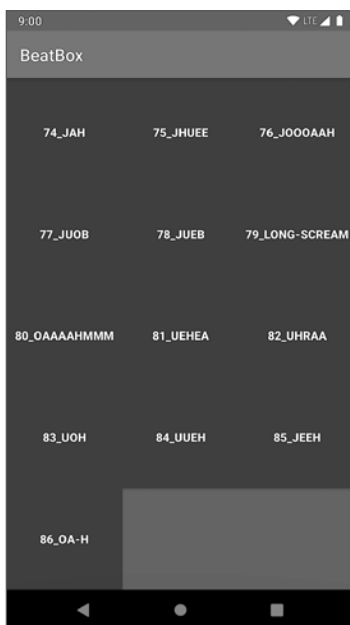 9:00 LTE
BeatBox
74_JAH 75_JHUEE 76_JOOOAAH
77_JUOB 78_JUEB 79_LONG-SCREAM
80_OAAAAHMMM 81_UEHEA 82_UHRAA
83_UOH 84_UUEH 85_JEEH
86_OA-H